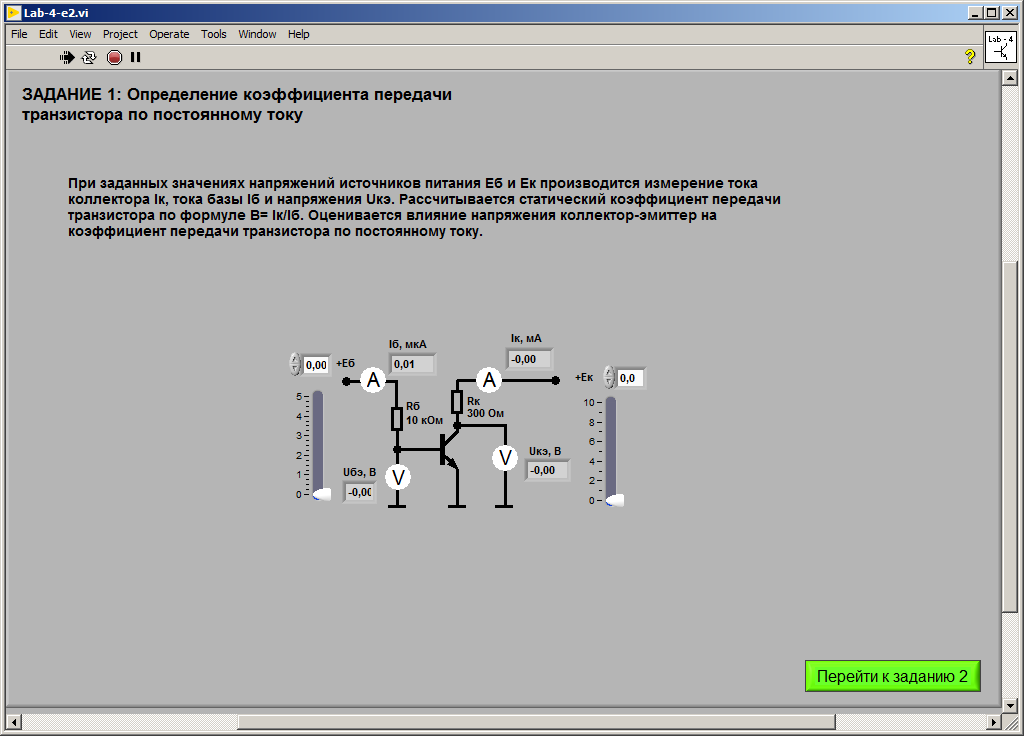 Lab-4-e2.vi
File Edit View Project Operate Tools Window Help
?
Lab - 4
ЗАДАНИЕ 1: Определение коэффициента передачи
транзистора по постоянному току
При заданных значениях напряжений источников питания Еб и Ек производится измерение тока
коллектора Iк, тока базы Iб и напряжения Uкэ. Рассчитывается статический коэффициент передачи
транзистора по формуле В= Iк/Iб. Оценивается влияние напряжения коллектор-эмиттер на
коэффициент передачи транзистора по постоянному току.
Iб, мкА
Iк, мА
0,00 +Еб 0,01 -0,00
A A +Ек 0,0
5
4
3
2
1
0
Rб
10 кОм
Rк
300 Ом
10
8
6
4
2
0
Uбэ, В V -0,00
V Uкэ, В
-0,00
Перейти к заданию 2